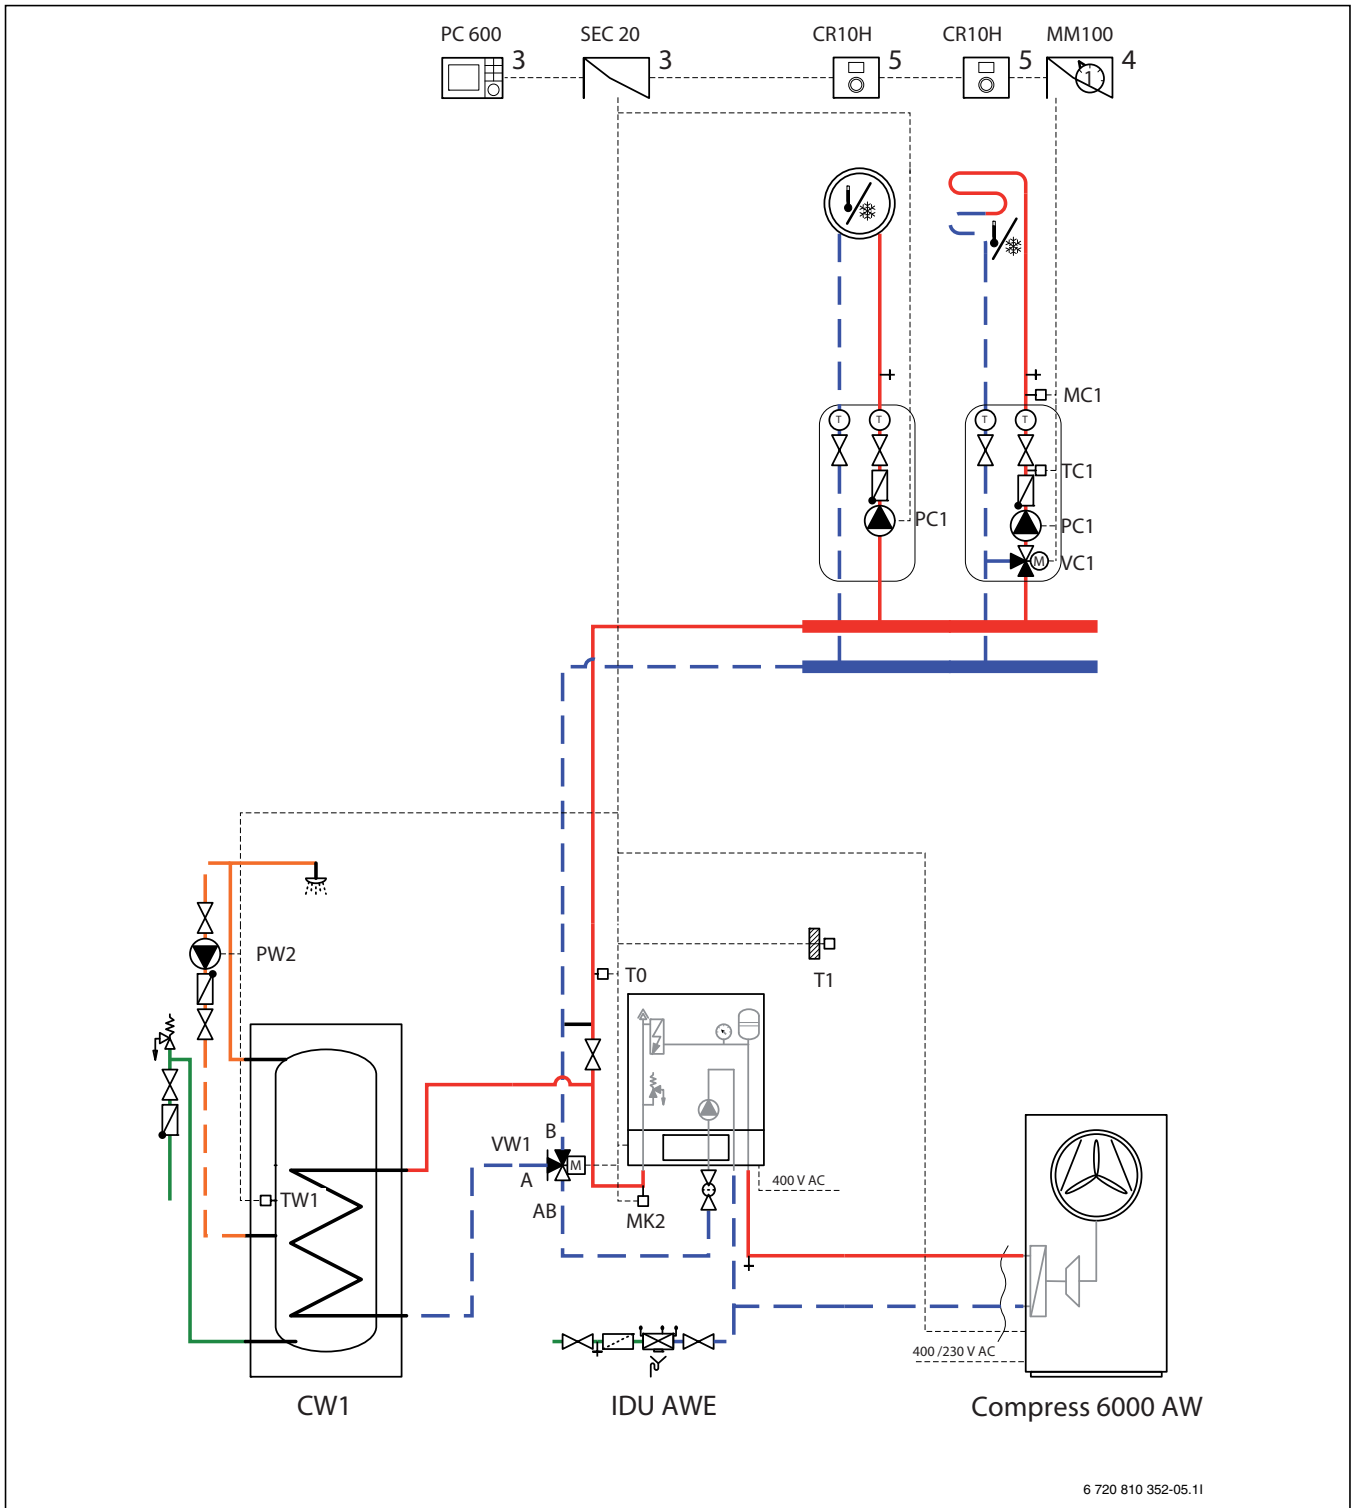 PC 600
SEC 20
CR10H
CR10H
MM100
3
3
5
5
4
1
MC1
T
T
T
T
TC1
PC1
PC1
M
VC1
PW2
T0
T1
B
VW1
M
A
AB
TW1
MK2
400 V AC
400 /230 V AC
CW1
IDU AWE
Compress 6000 AW
6 720 810 352-05.1I